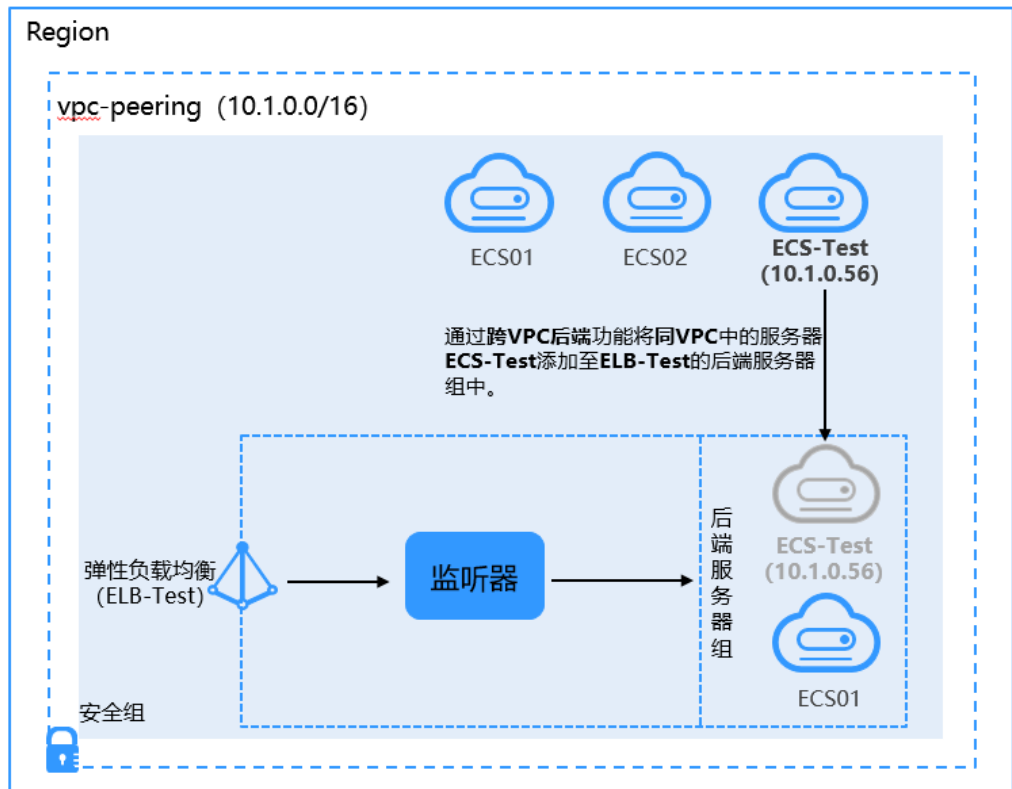 Region
vpc-peering（10.1.0.0/16）
ECS01
ECS02
ECS-Test
(10.1.0.56)
通过跨VPC后端功能将同VPC中的服务器
ECS-Test添加至ELB-Test的后端服务器
组中。
弹性负载均衡
(ELB-Test)
监听器
后
端
服
务
器
组
ECS-Test
(10.1.0.56)
ECS01
安全组